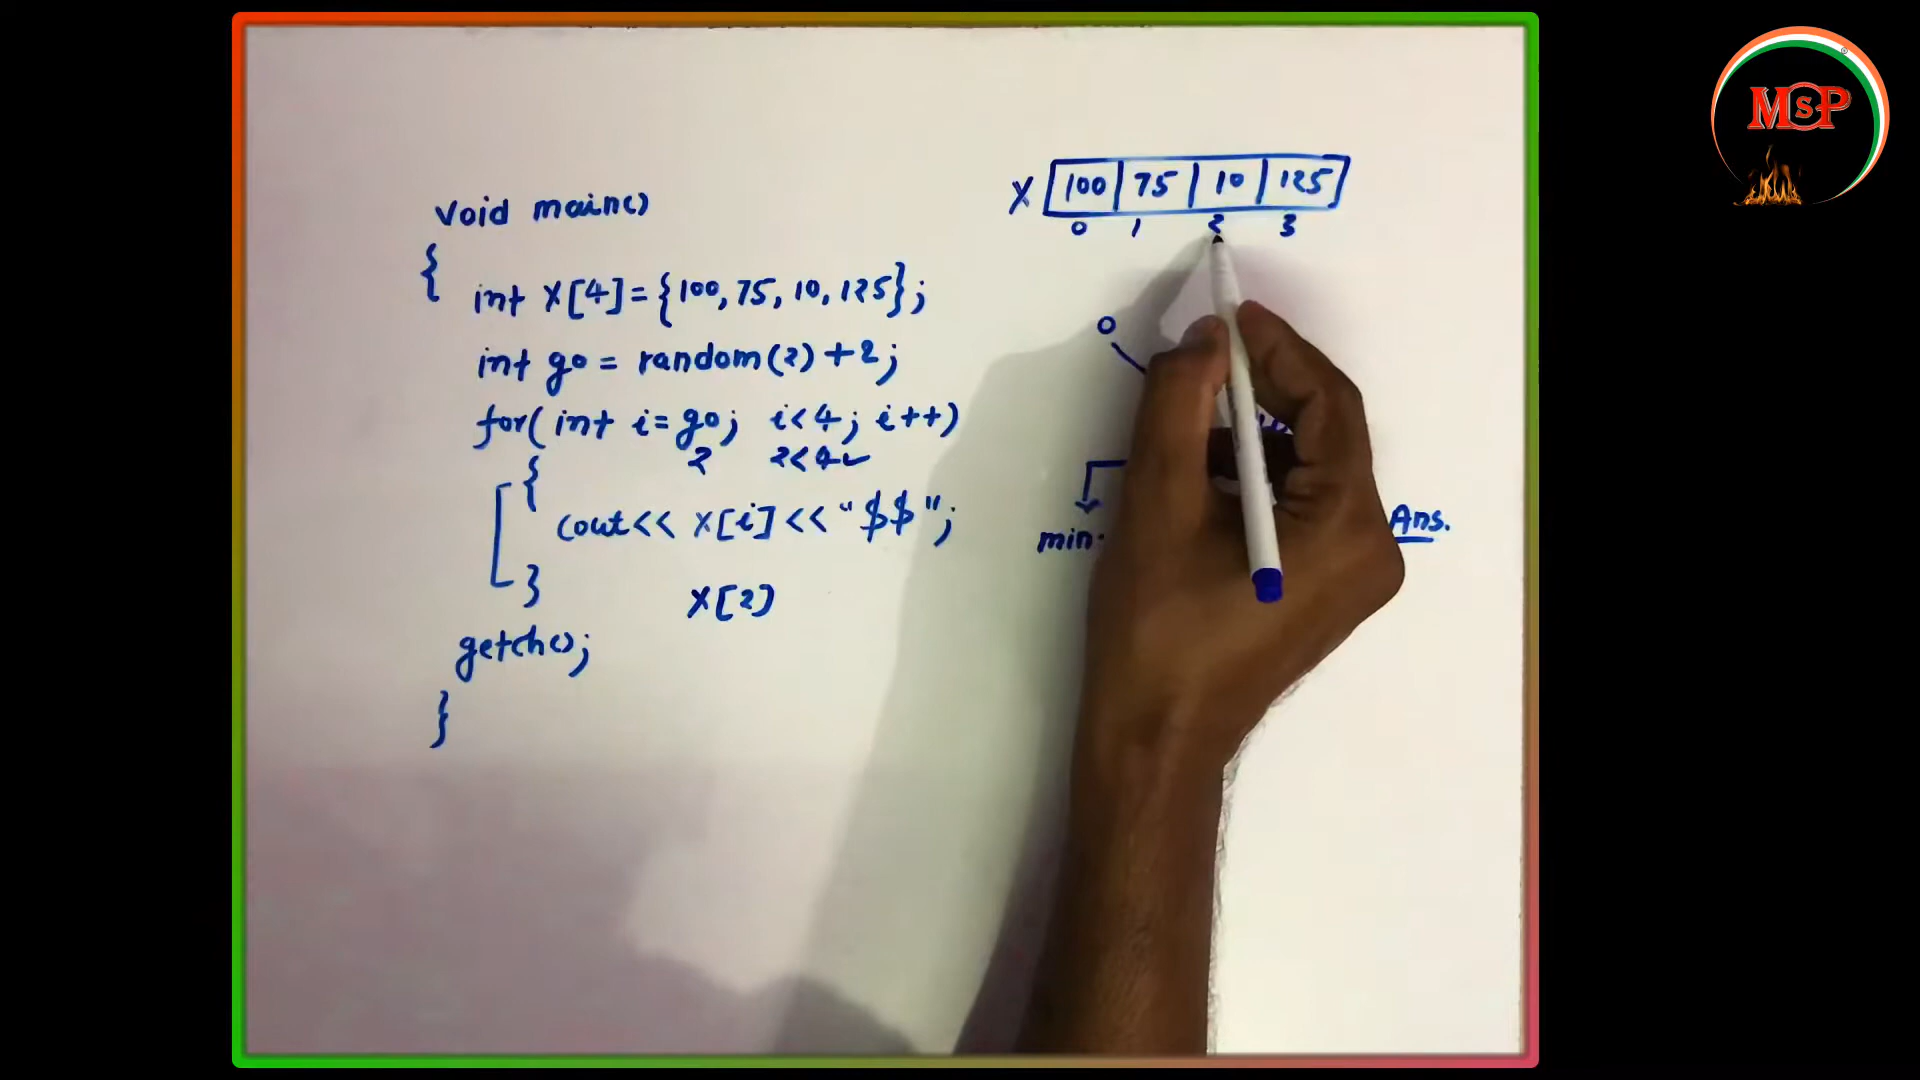 void main()
{
int X[4]={100, 75, 10, 125};
int go = random(2)+2;
for( int i=go; i<4; i++)
2 2<4✓
{
cout<< X[i]<< "$$";
}
X[2]
getch();
}
X 100 75 10 125
0 1 2 3
0
min.
Ans.
MSP